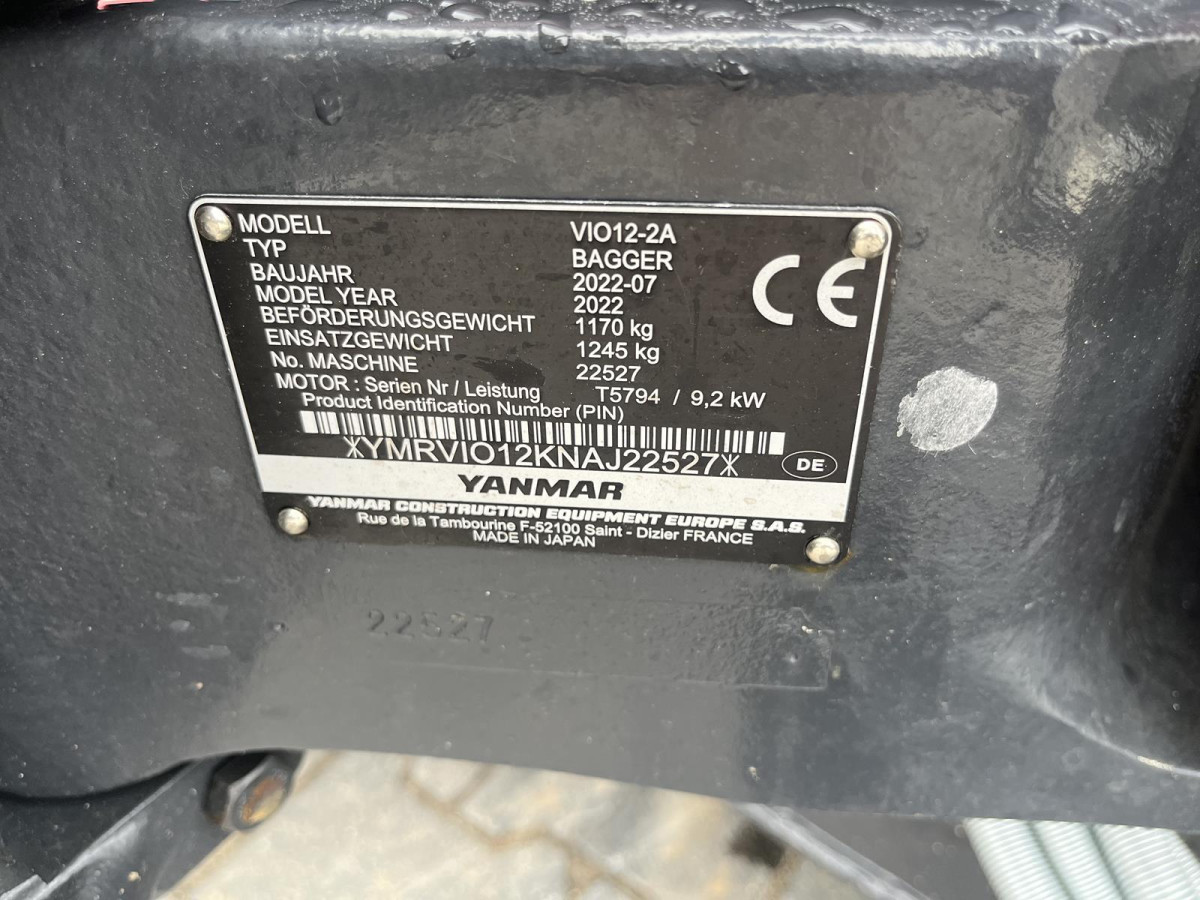 MODELL VIO12-2A
TYP BAGGER
BAUJAHR 2022-07
MODEL YEAR 2022
BEFÖRDERUNGSGEWICHT 1170 kg
EINSATZGEWICHT 1245 kg
No. MASCHINE 22527
MOTOR : Serien Nr / Leistung T5794 / 9,2 kW
Product Identification Number (PIN)
*YMRVIO12KNAJ22527*
DE
YANMAR
YANMAR CONSTRUCTION EQUIPMENT EUROPE S.A.S.
Rue de la Tambourine F-52100 Saint - Dizier FRANCE
MADE IN JAPAN
CE
22527